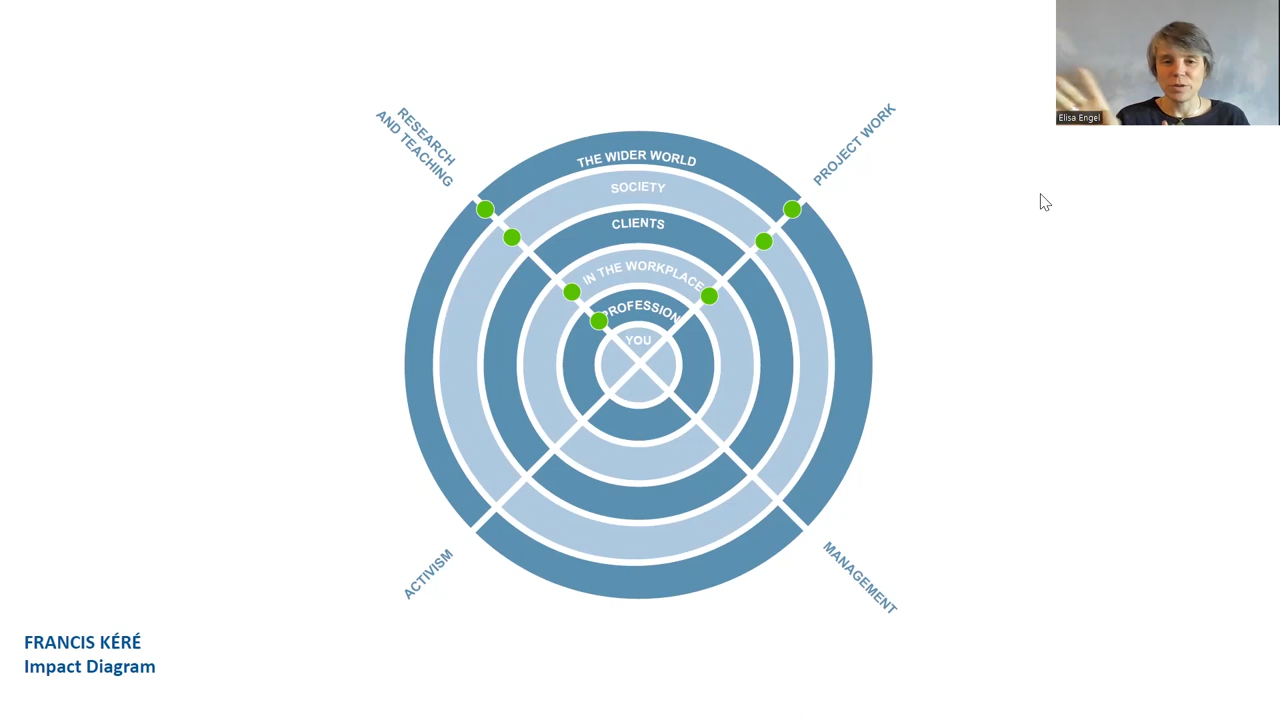 Elisa Engel
RESEARCH
AND TEACHING
PROJECT WORK
THE WIDER WORLD
SOCIETY
CLIENTS
IN THE WORKPLACE
PROFESSION
YOU
ACTIVISM
MANAGEMENT
FRANCIS KÉRÉ
Impact Diagram